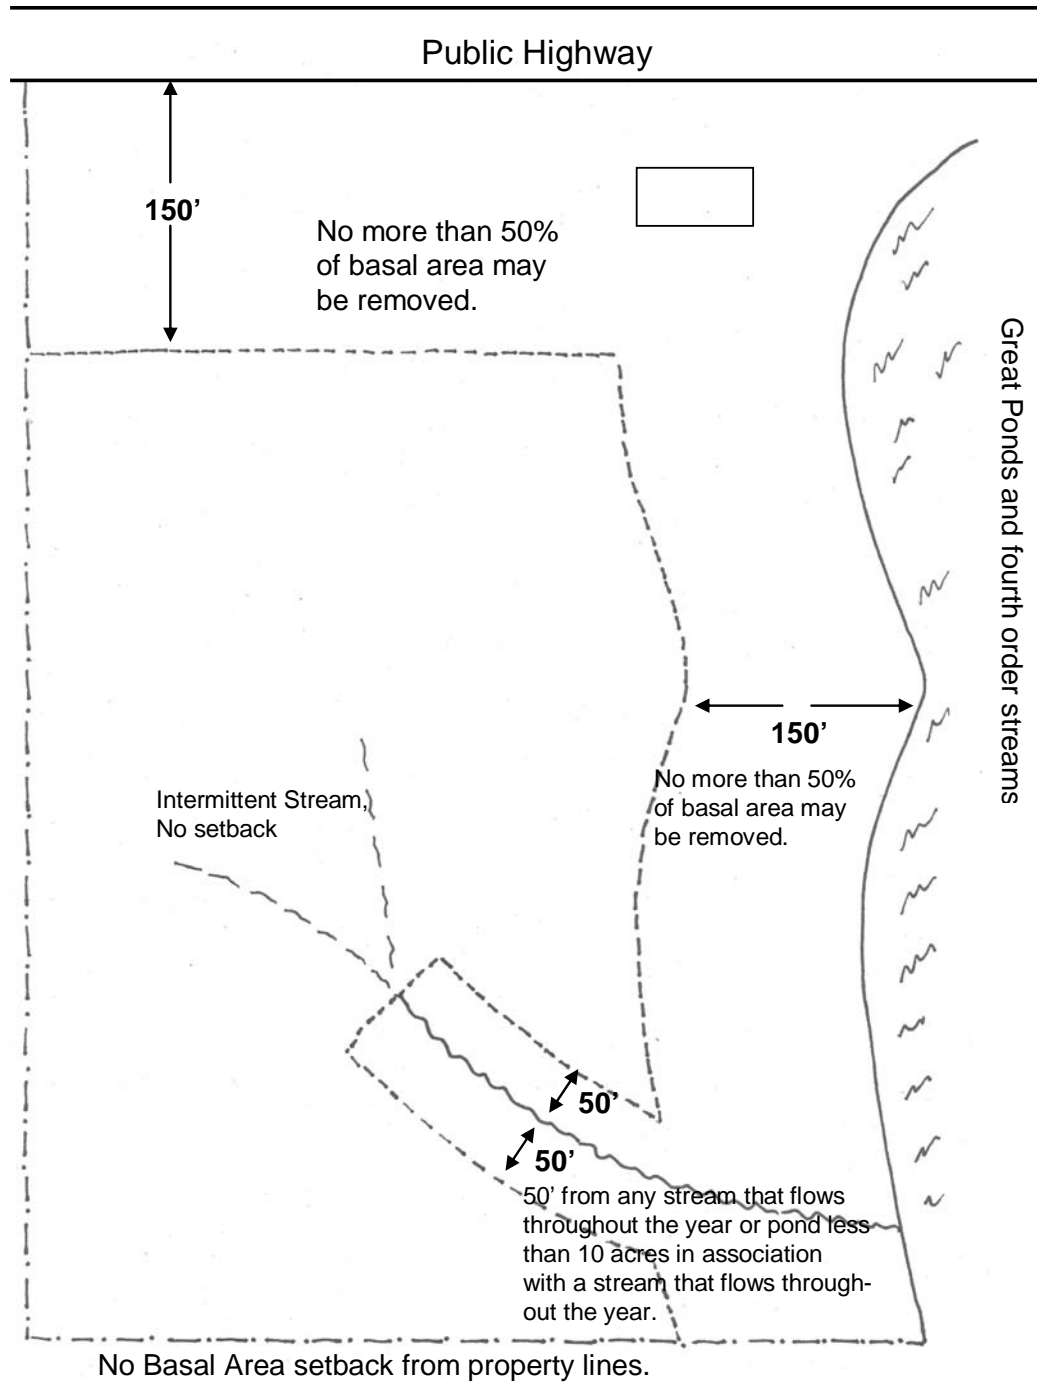 Public Highway
150’
No more than 50%
of basal area may
be removed.
Great Ponds and fourth order streams
150’
No more than 50%
of basal area may
be removed.
Intermittent Stream,
No setback
50’
50’
50’ from any stream that flows
throughout the year or pond less
than 10 acres in association
with a stream that flows through-
out the year.
No Basal Area setback from property lines.